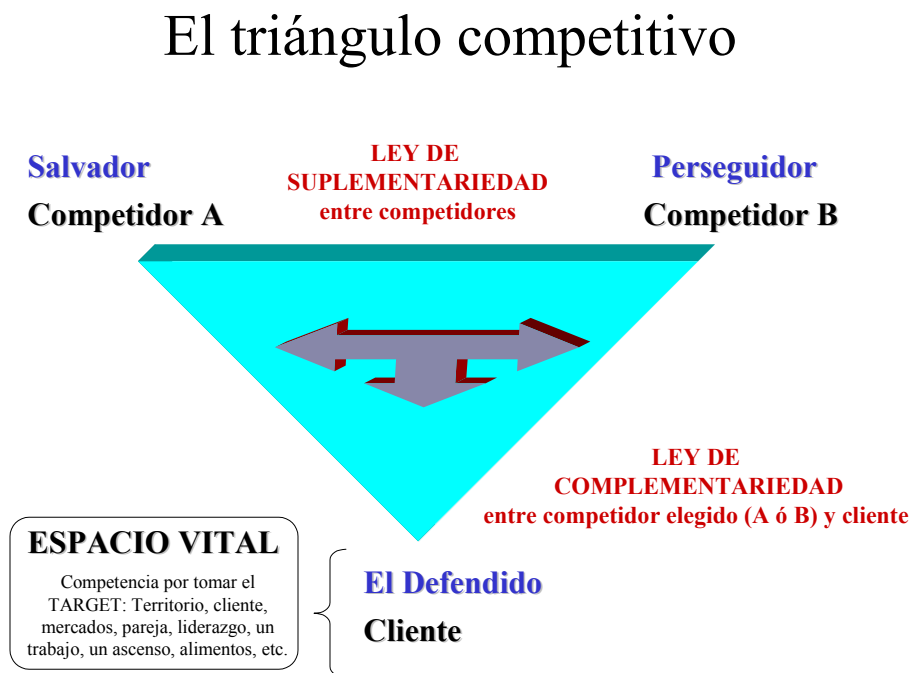 El triángulo competitivo
Salvador
Competidor A
LEY DE
SUPLEMENTARIEDAD
entre competidores
Perseguidor
Competidor B
LEY DE
COMPLEMENTARIEDAD
entre competidor elegido (A ó B) y cliente
ESPACIO VITAL
Competencia por tomar el
TARGET: Territorio, cliente,
mercados, pareja, liderazgo, un
trabajo, un ascenso, alimentos, etc.
El Defendido
Cliente